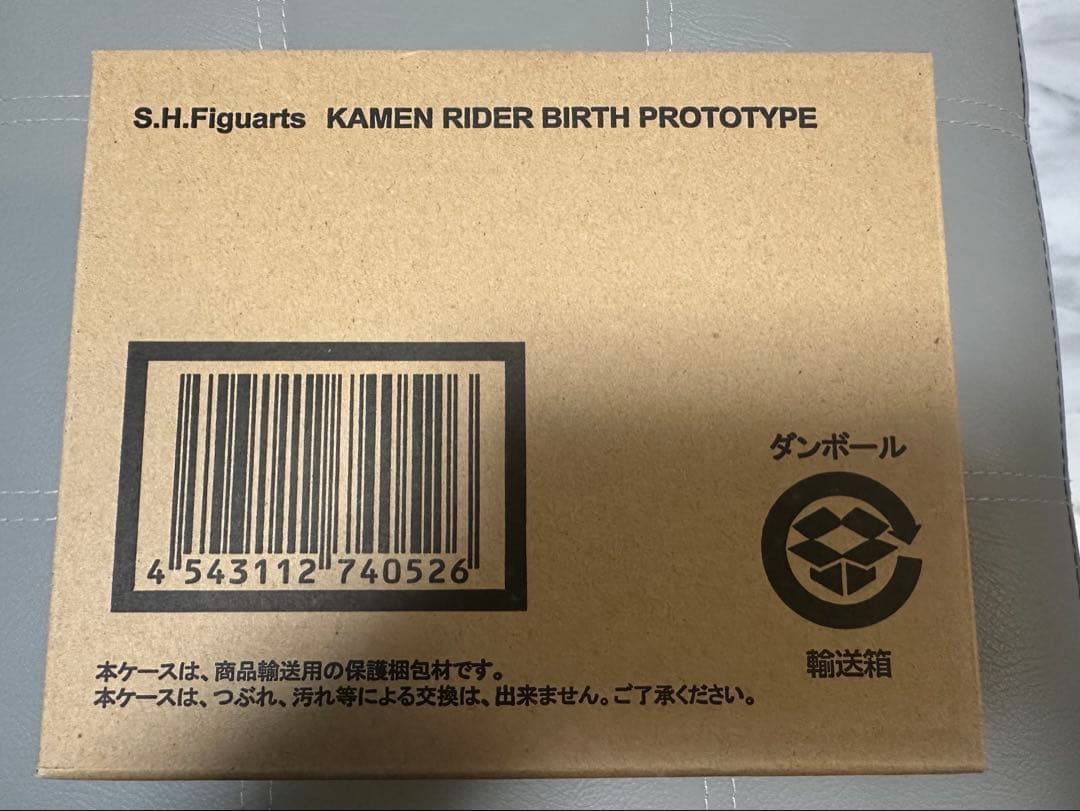 S.H.Figuarts KAMEN RIDER BIRTH PROTOTYPE
4 543112 740526
ダンボール
輸送箱
本ケースは、商品輸送用の保護梱包材です。
本ケースは、つぶれ、汚れ等による交換は、出来ません。ご了承ください。